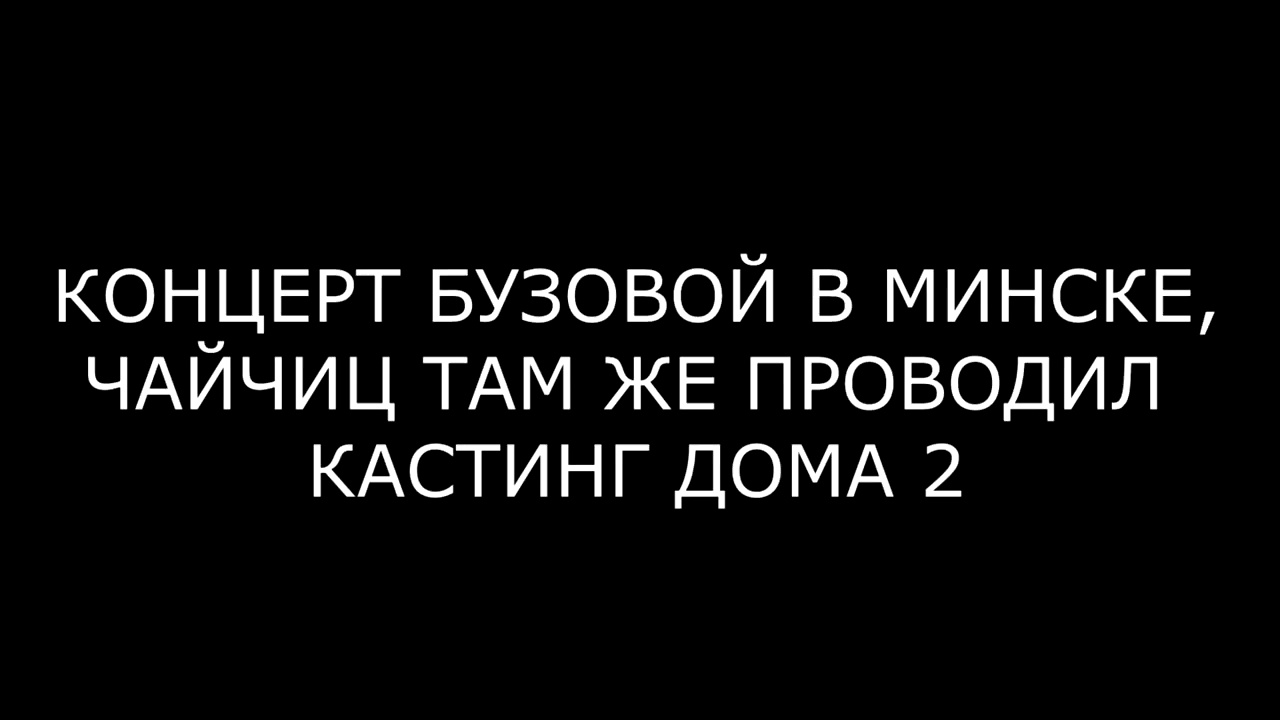 КОНЦЕРТ БУЗОВОЙ В МИНСКЕ,
ЧАЙЧИЦ ТАМ ЖЕ ПРОВОДИЛ
КАСТИНГ ДОМА 2